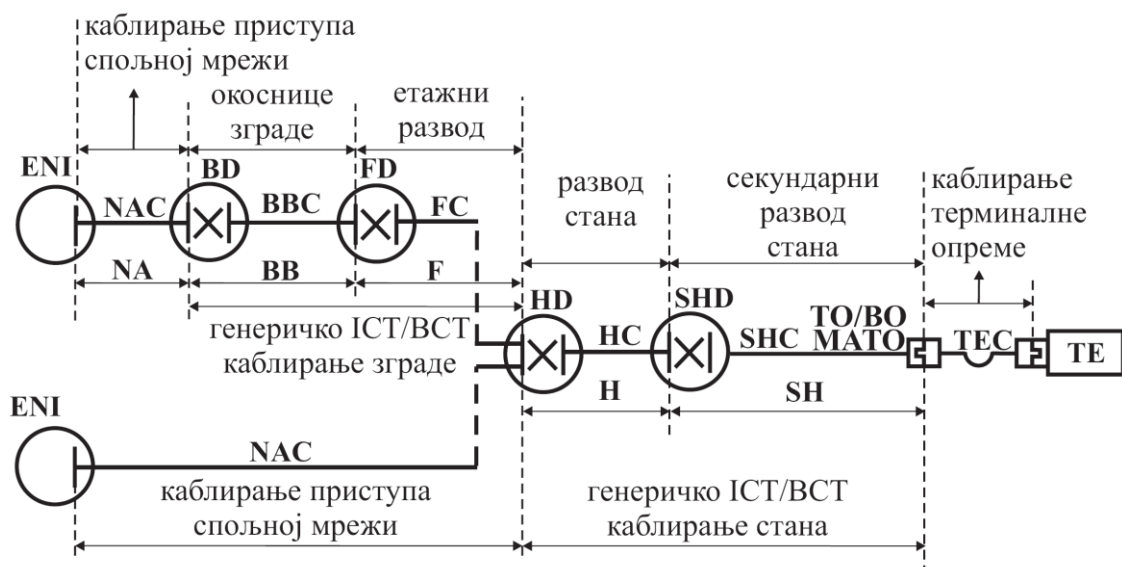 каблирање приступа
спољној мрежи
окоснице
зграде
етажни
развод
ENI
BD
FD
NAC
BBC
FC
развод
стана
секундарни
развод
стана
каблирање
терминалне
опреме
NA
BB
F
HD
SHD
TO/BO
MATO
генеричко ICT/BCT
каблирање зграде
HC
SHC
TEC
TE
H
SH
ENI
NAC
каблирање приступа
спољној мрежи
генеричко ICT/BCT
каблирање стана